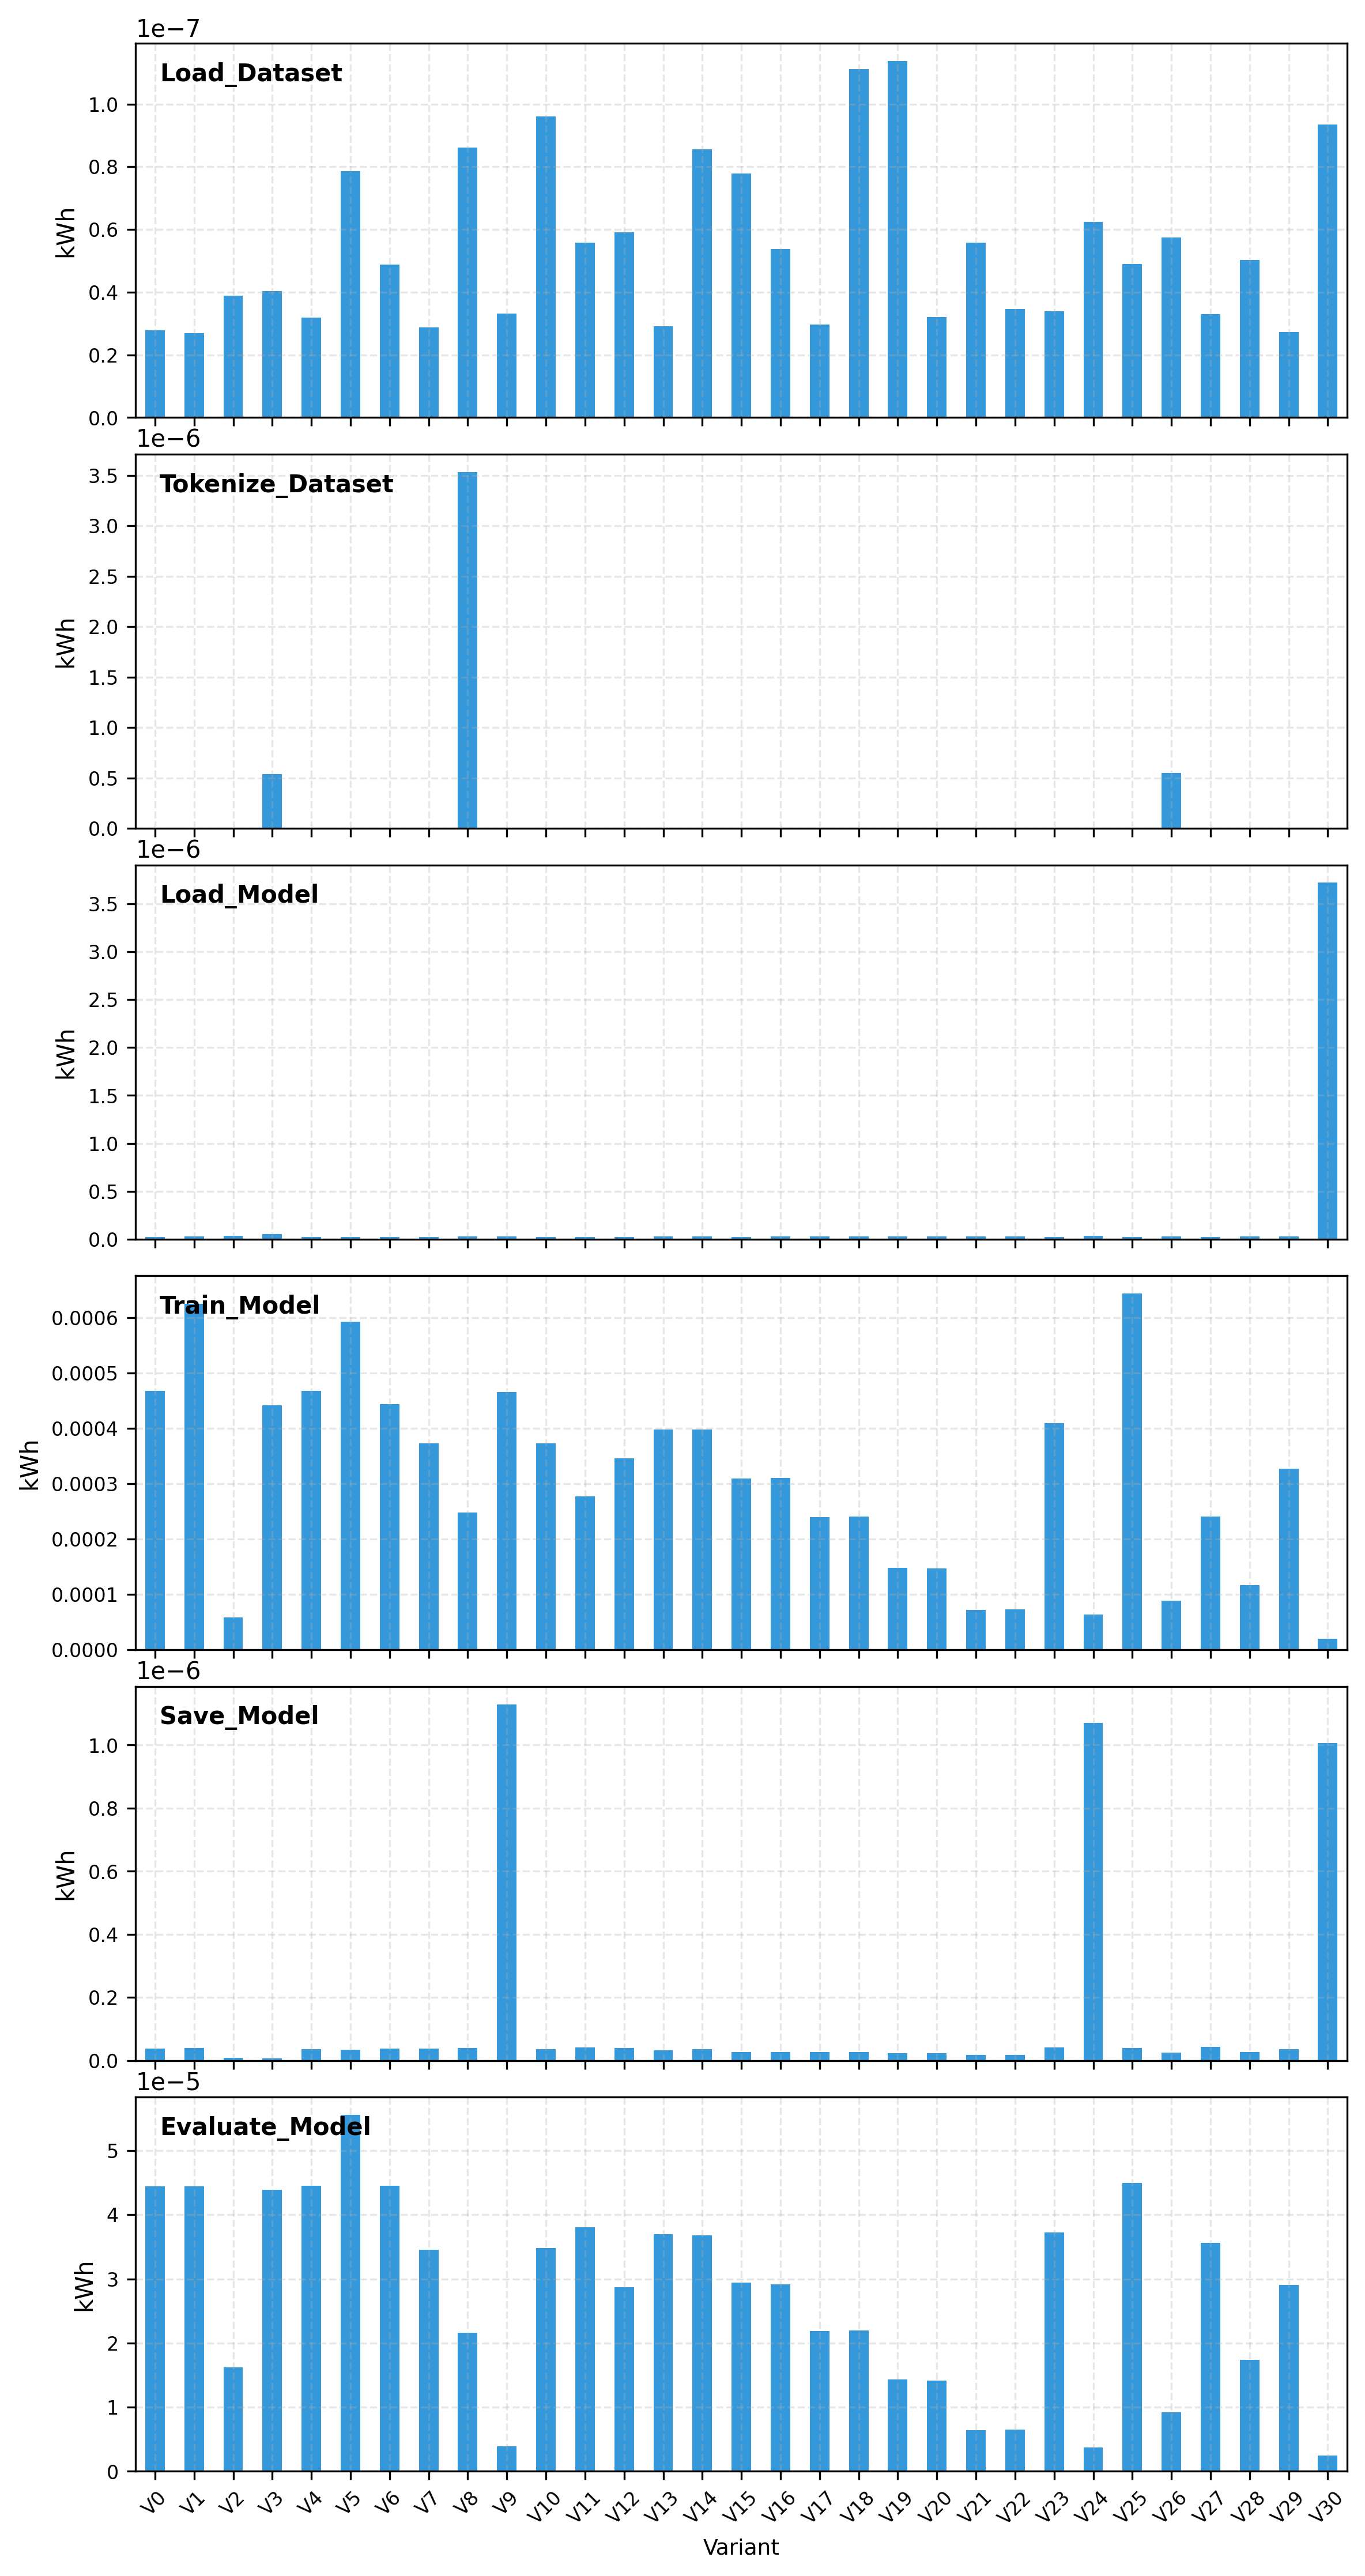 1e−7
Load_Dataset
1.0
0.8
0.6
0.4
0.2
0.0
kWh
1e−6
Tokenize_Dataset
3.5
3.0
2.5
2.0
1.5
1.0
0.5
0.0
kWh
1e−6
Load_Model
3.5
3.0
2.5
2.0
1.5
1.0
0.5
0.0
kWh
Train_Model
0.0006
0.0005
0.0004
0.0003
0.0002
0.0001
0.0000
kWh
1e−6
Save_Model
1.0
0.8
0.6
0.4
0.2
0.0
kWh
1e−5
Evaluate_Model
5
4
3
2
1
0
kWh
V0 V1 V2 V3 V4 V5 V6 V7 V8 V9 V10 V11 V12 V13 V14 V15 V16 V17 V18 V19 V20 V21 V22 V23 V24 V25 V26 V27 V28 V29 V30
Variant